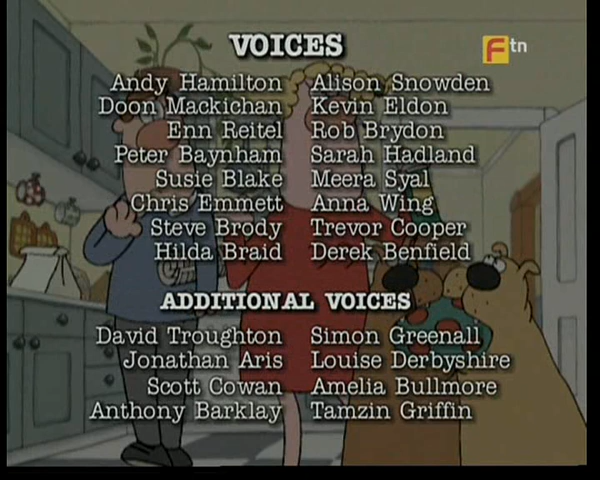 VOICES
Ftn
Andy Hamilton Alison Snowden
Doon Mackichan Kevin Eldon
Enn Reitel Rob Brydon
Peter Baynham Sarah Hadland
Susie Blake Meera Syal
Chris Emmett Anna Wing
Steve Brody Trevor Cooper
Hilda Braid Derek Benfield
ADDITIONAL VOICES
David Troughton Simon Greenall
Jonathan Aris Louise Derbyshire
Scott Cowan Amelia Bullmore
Anthony Barklay Tamzin Griffin